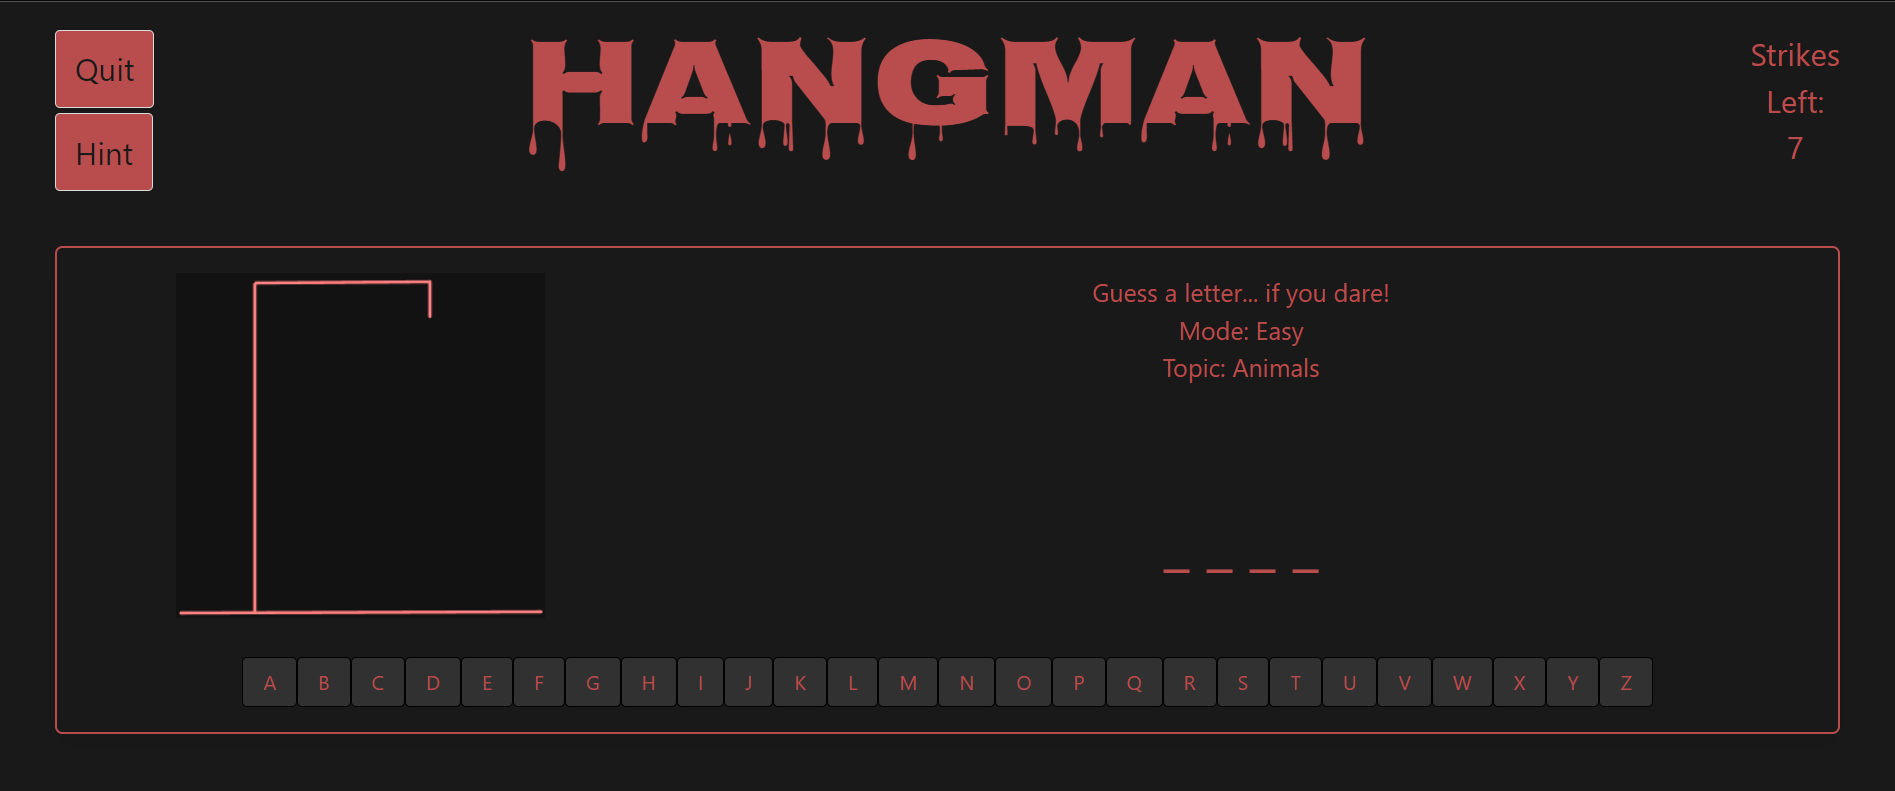 Quit
Hint
HANGMAN
Strikes
Left:
7
Guess a letter... if you dare!
Mode: Easy
Topic: Animals
_ _ _ _
A B C D E F G H I J K L M N O P Q R S T U V W X Y Z